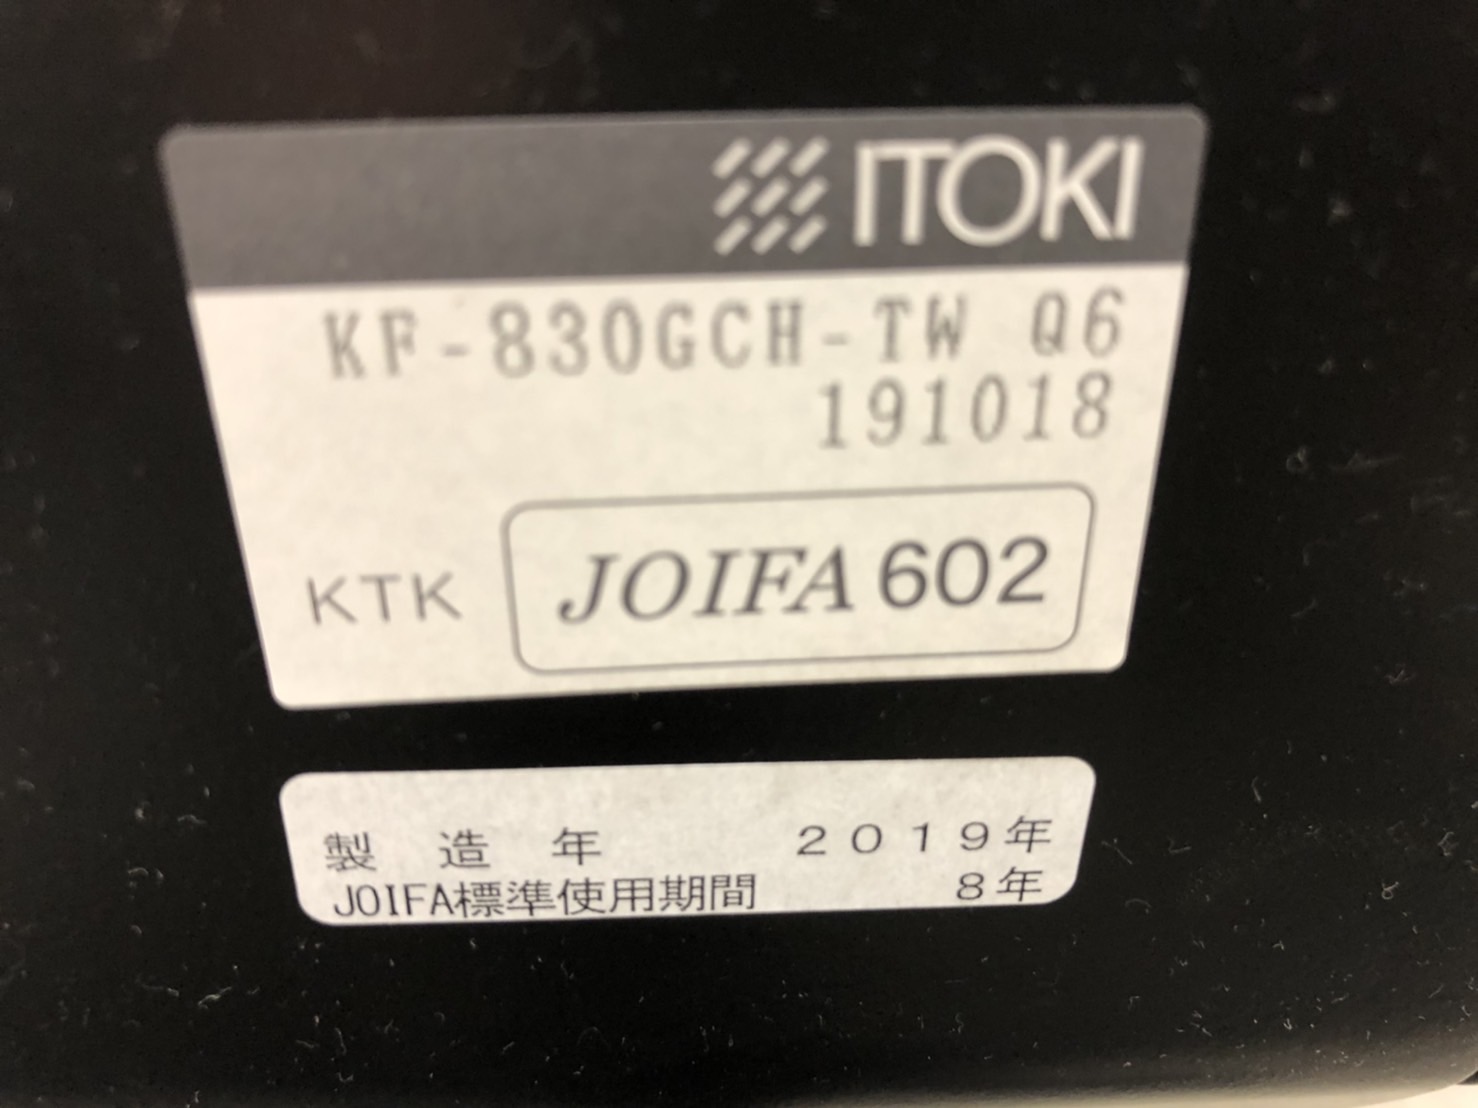 ITOKI
KF-830GCH-TW Q6
191018
KTK JOIFA 602
製造年 2019年
JOIFA標準使用期間 8年